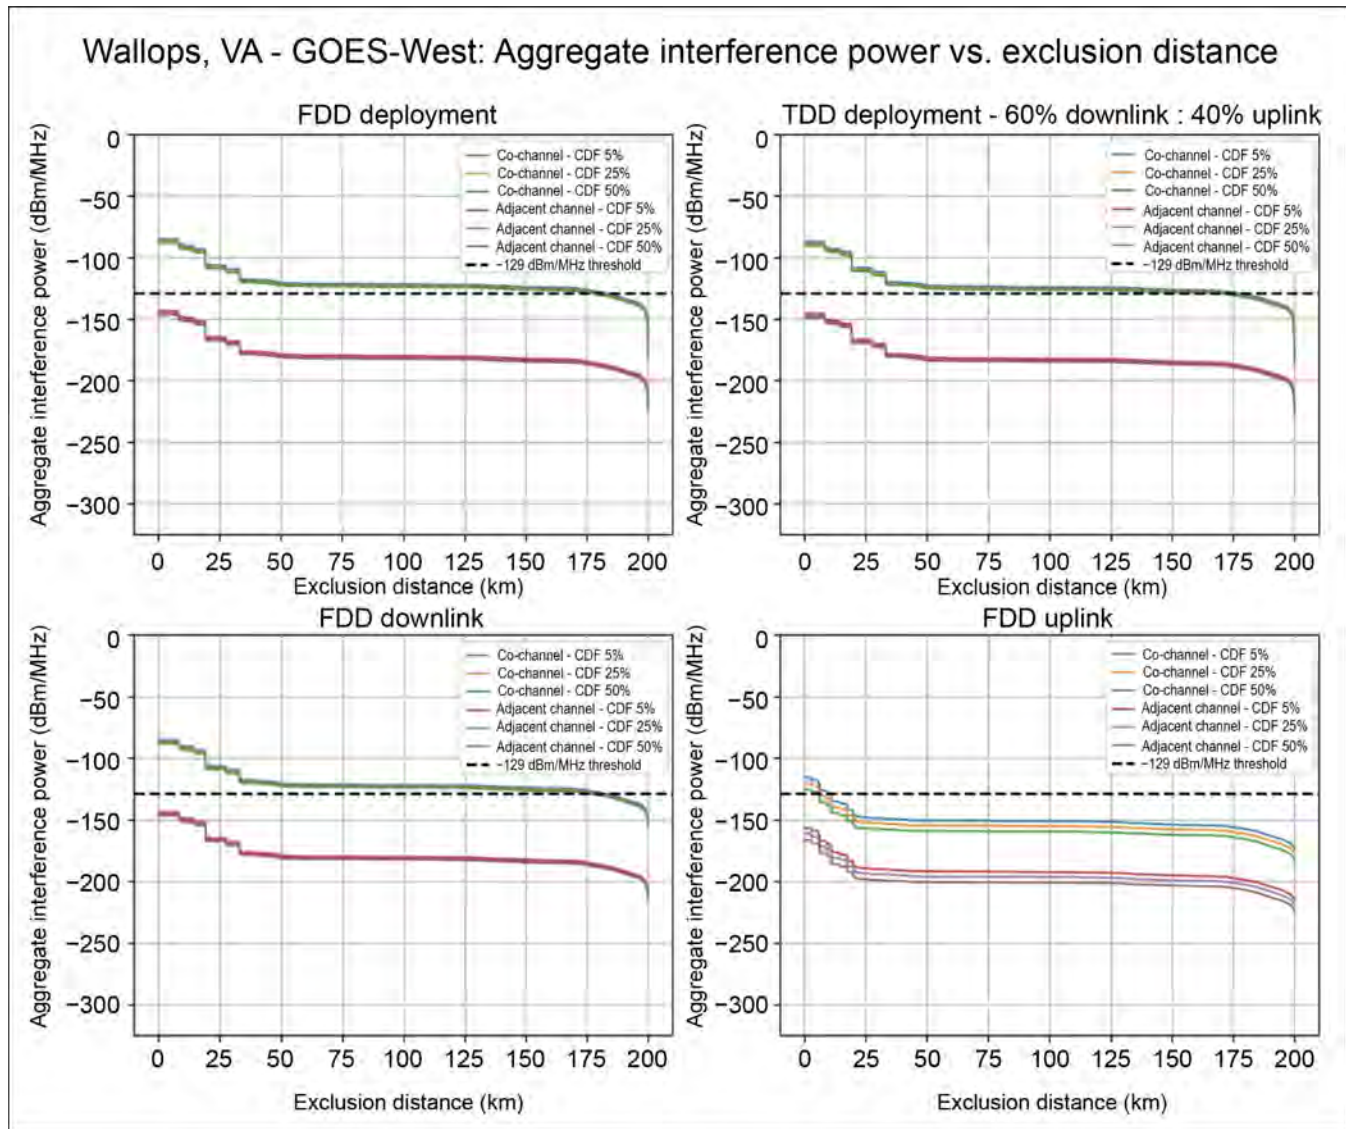 Wallops, VA - GOES-West: Aggregate interference power vs. exclusion distance
FDD deployment
Aggregate interference power (dBm/MHz)
0
−50
−100
−150
−200
−250
−300
Co-channel - CDF 5%
Co-channel - CDF 25%
Co-channel - CDF 50%
Adjacent channel - CDF 5%
Adjacent channel - CDF 25%
Adjacent channel - CDF 50%
−129 dBm/MHz threshold
0 25 50 75 100 125 150 175 200
Exclusion distance (km)
TDD deployment - 60% downlink : 40% uplink
Aggregate interference power (dBm/MHz)
0
−50
−100
−150
−200
−250
−300
Co-channel - CDF 5%
Co-channel - CDF 25%
Co-channel - CDF 50%
Adjacent channel - CDF 5%
Adjacent channel - CDF 25%
Adjacent channel - CDF 50%
−129 dBm/MHz threshold
0 25 50 75 100 125 150 175 200
Exclusion distance (km)
FDD downlink
Aggregate interference power (dBm/MHz)
0
−50
−100
−150
−200
−250
−300
Co-channel - CDF 5%
Co-channel - CDF 25%
Co-channel - CDF 50%
Adjacent channel - CDF 5%
Adjacent channel - CDF 25%
Adjacent channel - CDF 50%
−129 dBm/MHz threshold
0 25 50 75 100 125 150 175 200
Exclusion distance (km)
FDD uplink
Aggregate interference power (dBm/MHz)
0
−50
−100
−150
−200
−250
−300
Co-channel - CDF 5%
Co-channel - CDF 25%
Co-channel - CDF 50%
Adjacent channel - CDF 5%
Adjacent channel - CDF 25%
Adjacent channel - CDF 50%
−129 dBm/MHz threshold
0 25 50 75 100 125 150 175 200
Exclusion distance (km)